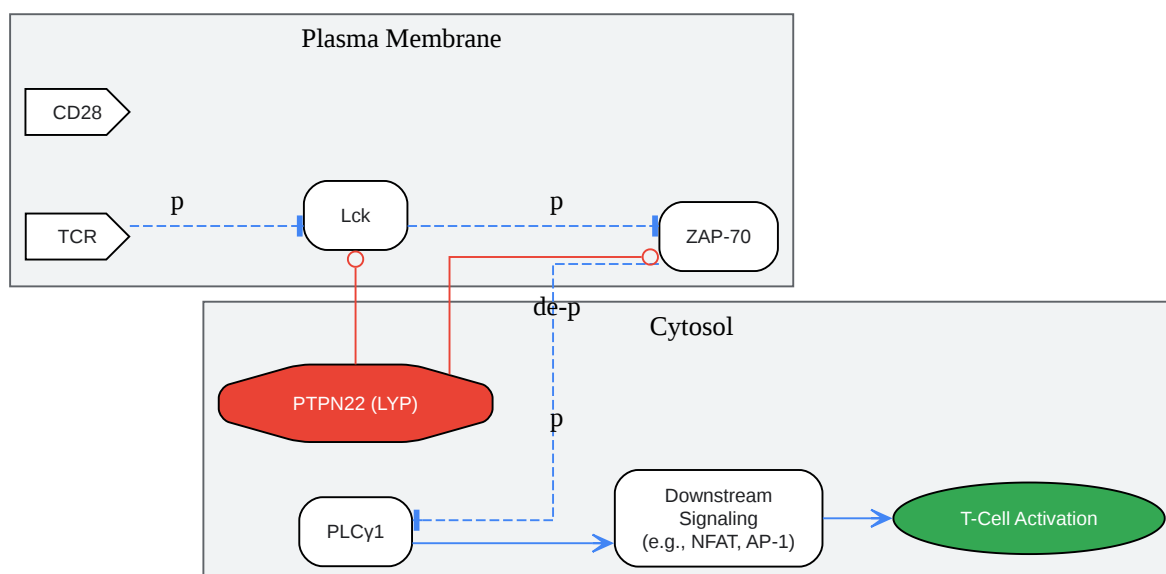 Plasma Membrane
CD28
p
p
Lck
TCR
ZAP-70
de-p
Cytosol
PTPN22 (LYP)
p
Downstream
Signaling
(e.g., NFAT, AP-1)
PLCγ1
T-Cell Activation